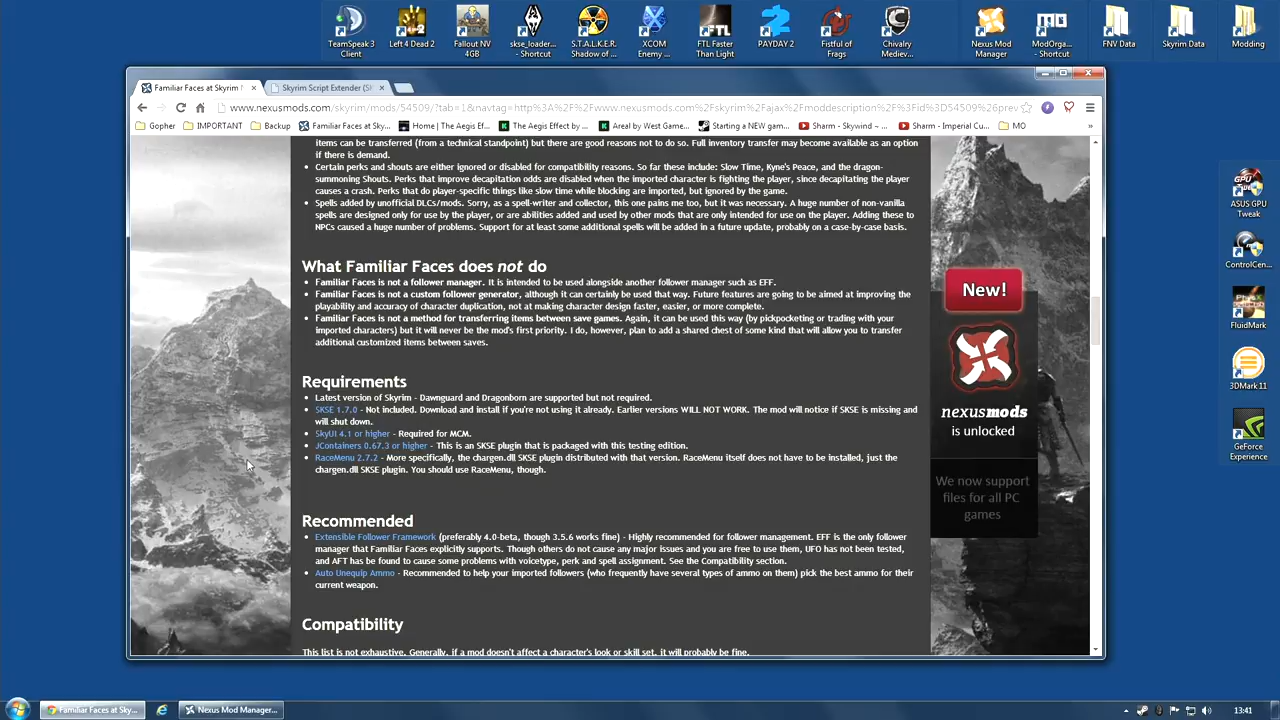 TeamSpeak 3 Client
Left 4 Dead 2
Fallout NV 4GB
skse_loader... - Shortcut
S.T.A.L.K.E.R. Shadow of ...
XCOM Enemy ...
FTL Faster Than Light
PAYDAY 2
Fistful of Frags
Chivalry Mediev...
Nexus Mod Manager
ModOrga... - Shortcut
FNV Data
Skyrim Data
Modding
Familiar Faces at Skyrim
Skyrim Script Extender (S
www.nexusmods.com/skyrim/mods/54509/?tab=1&navtag=http%3A%2F%2Fwww.nexusmods.com%2Fskyrim%2Fajax%2Fmoddescription%2F%3Fid%3D54509%26prev
Gopher
IMPORTANT
Backup
Familiar Faces at Sky...
Home | The Aegis Ef...
The Aegis Effect by ...
Areal by West Game...
Starting a NEW gam...
Sharm - Skywind ~ ...
Sharm - Imperial Cu...
MO
»
items can be transferred (from a technical standpoint) but there are good reasons not to do so. Full inventory transfer may become available as an option
if there is demand.
• Certain perks and shouts are either ignored or disabled for compatibility reasons. So far these include: Slow Time, Kyne's Peace, and the dragon-
summoning Shouts. Perks that improve decapitation odds are disabled when the imported character is fighting the player, since decapitating the player
causes a crash. Perks that do player-specific things like slow time while blocking are imported, but ignored by the game.
• Spells added by unofficial DLCs/mods. Sorry, as a spell-writer and collector, this one pains me too, but it was necessary. A huge number of non-vanilla
spells are designed only for use by the player, or are abilities added and used by other mods that are only intended for use on the player. Adding these to
NPCs caused a huge number of problems. Support for at least some additional spells will be added in a future update, probably on a case-by-case basis.
What Familiar Faces does not do
• Familiar Faces is not a follower manager. It is intended to be used alongside another follower manager such as EFF.
• Familiar Faces is not a custom follower generator, although it can certainly be used that way. Future features are going to be aimed at improving the
playability and accuracy of character duplication, not at making character design faster, easier, or more complete.
• Familiar Faces is not a method for transferring items between save games. Again, it can be used this way (by pickpocketing or trading with your
imported characters) but it will never be the mod's first priority. I do, however, plan to add a shared chest of some kind that will allow you to transfer
additional customized items between saves.
Requirements
• Latest version of Skyrim - Dawnguard and Dragonborn are supported but not required.
• SKSE 1.7.0 - Not included. Download and install if you're not using it already. Earlier versions WILL NOT WORK. The mod will notice if SKSE is missing and
will shut down.
• SkyUI 4.1 or higher - Required for MCM.
• JContainers 0.67.3 or higher - This is an SKSE plugin that is packaged with this testing edition.
• RaceMenu 2.7.2 - More specifically, the chargen.dll SKSE plugin distributed with that version. RaceMenu itself does not have to be installed, just the
chargen.dll SKSE plugin. You should use RaceMenu, though.
Recommended
• Extensible Follower Framework (preferably 4.0-beta, though 3.5.6 works fine) - Highly recommended for follower management. EFF is the only follower
manager that Familiar Faces explicitly supports. Though others do not cause any major issues and you are free to use them, UFO has not been tested,
and AFT has be found to cause some problems with voicetype, perk and spell assignment. See the Compatibility section.
• Auto Unequip Ammo - Recommended to help your imported followers (who frequently have several types of ammo on them) pick the best ammo for their
current weapon.
Compatibility
This list is not exhaustive. Generally, if a mod doesn't affect a character's look or skill set, it will probably be fine.
New!
nexusmods
is unlocked
We now support
files for all PC
games
ASUS GPU Tweak
ControlCen...
FluidMark
3DMark 11
GeForce Experience
Familiar Faces at Sky...
Nexus Mod Manager...
13:41